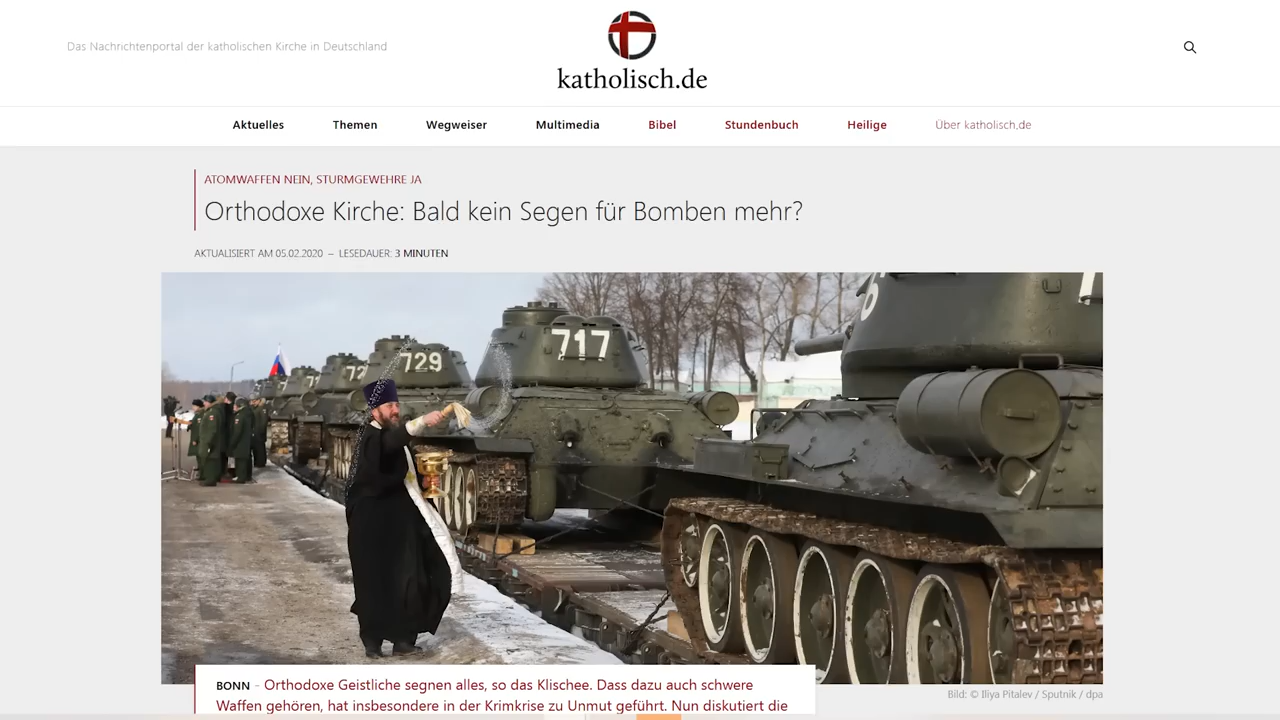 Das Nachrichtenportal der katholischen Kirche in Deutschland
katholisch.de
Aktuelles Themen Wegweiser Multimedia Bibel Stundenbuch Heilige Über katholisch.de
ATOMWAFFEN NEIN, STURMGEWEHRE JA
Orthodoxe Kirche: Bald kein Segen für Bomben mehr?
AKTUALISIERT AM 05.02.2020 – LESEDAUER: 3 MINUTEN
717
729
72
BONN – Orthodoxe Geistliche segnen alles, so das Klischee. Dass dazu auch schwere
Waffen gehören, hat insbesondere in der Krimkrise zu Unmut geführt. Nun diskutiert die
Bild: © Iliya Pitalev / Sputnik / dpa